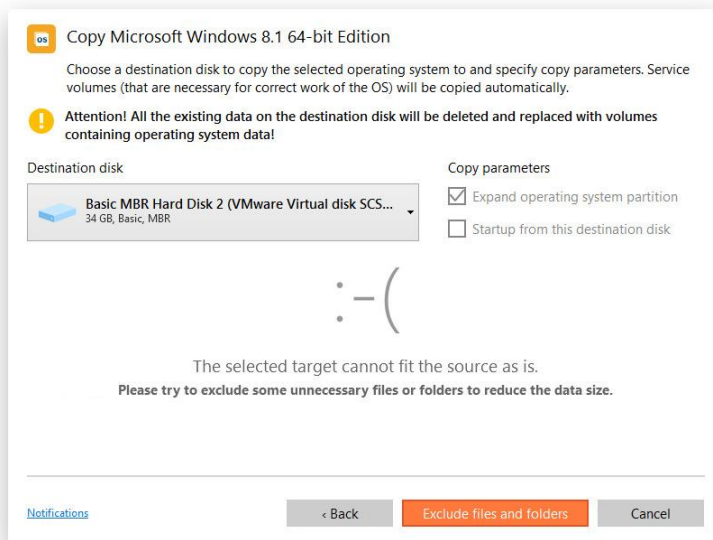 os
Copy Microsoft Windows 8.1 64-bit Edition
Choose a destination disk to copy the selected operating system to and specify copy parameters. Service
volumes (that are necessary for correct work of the OS) will be copied automatically.
! Attention! All the existing data on the destination disk will be deleted and replaced with volumes
containing operating system data!
Destination disk
Basic MBR Hard Disk 2 (VMware Virtual disk SCS...
34 GB, Basic, MBR
Copy parameters
Expand operating system partition
Startup from this destination disk
:-(
The selected target cannot fit the source as is.
Please try to exclude some unnecessary files or folders to reduce the data size.
Notifications
‹ Back
Exclude files and folders
Cancel